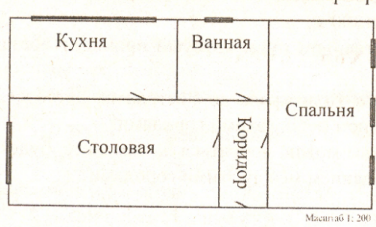 Кухня
Ванная
Спальня
Столовая
Коридор
Масштаб 1: 200